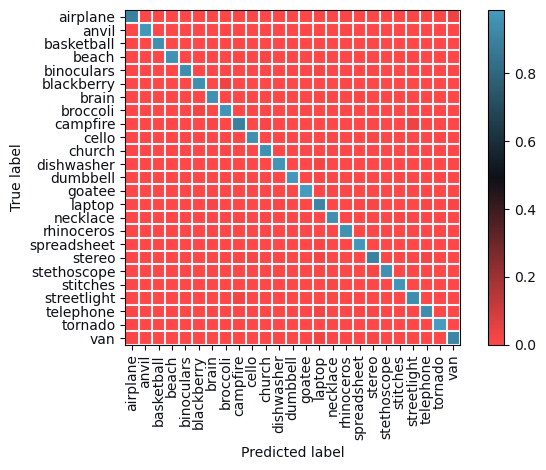 True label
airplane
anvil
basketball
beach
binoculars
blackberry
brain
broccoli
campfire
cello
church
dishwasher
dumbbell
goatee
laptop
necklace
rhinoceros
spreadsheet
stereo
stethoscope
stitches
streetlight
telephone
tornado
van
airplane
anvil
basketball
beach
binoculars
blackberry
brain
broccoli
campfire
cello
church
dishwasher
dumbbell
goatee
laptop
necklace
rhinoceros
spreadsheet
stereo
stethoscope
stitches
streetlight
telephone
tornado
van
Predicted label
0.8
0.6
0.4
0.2
0.0